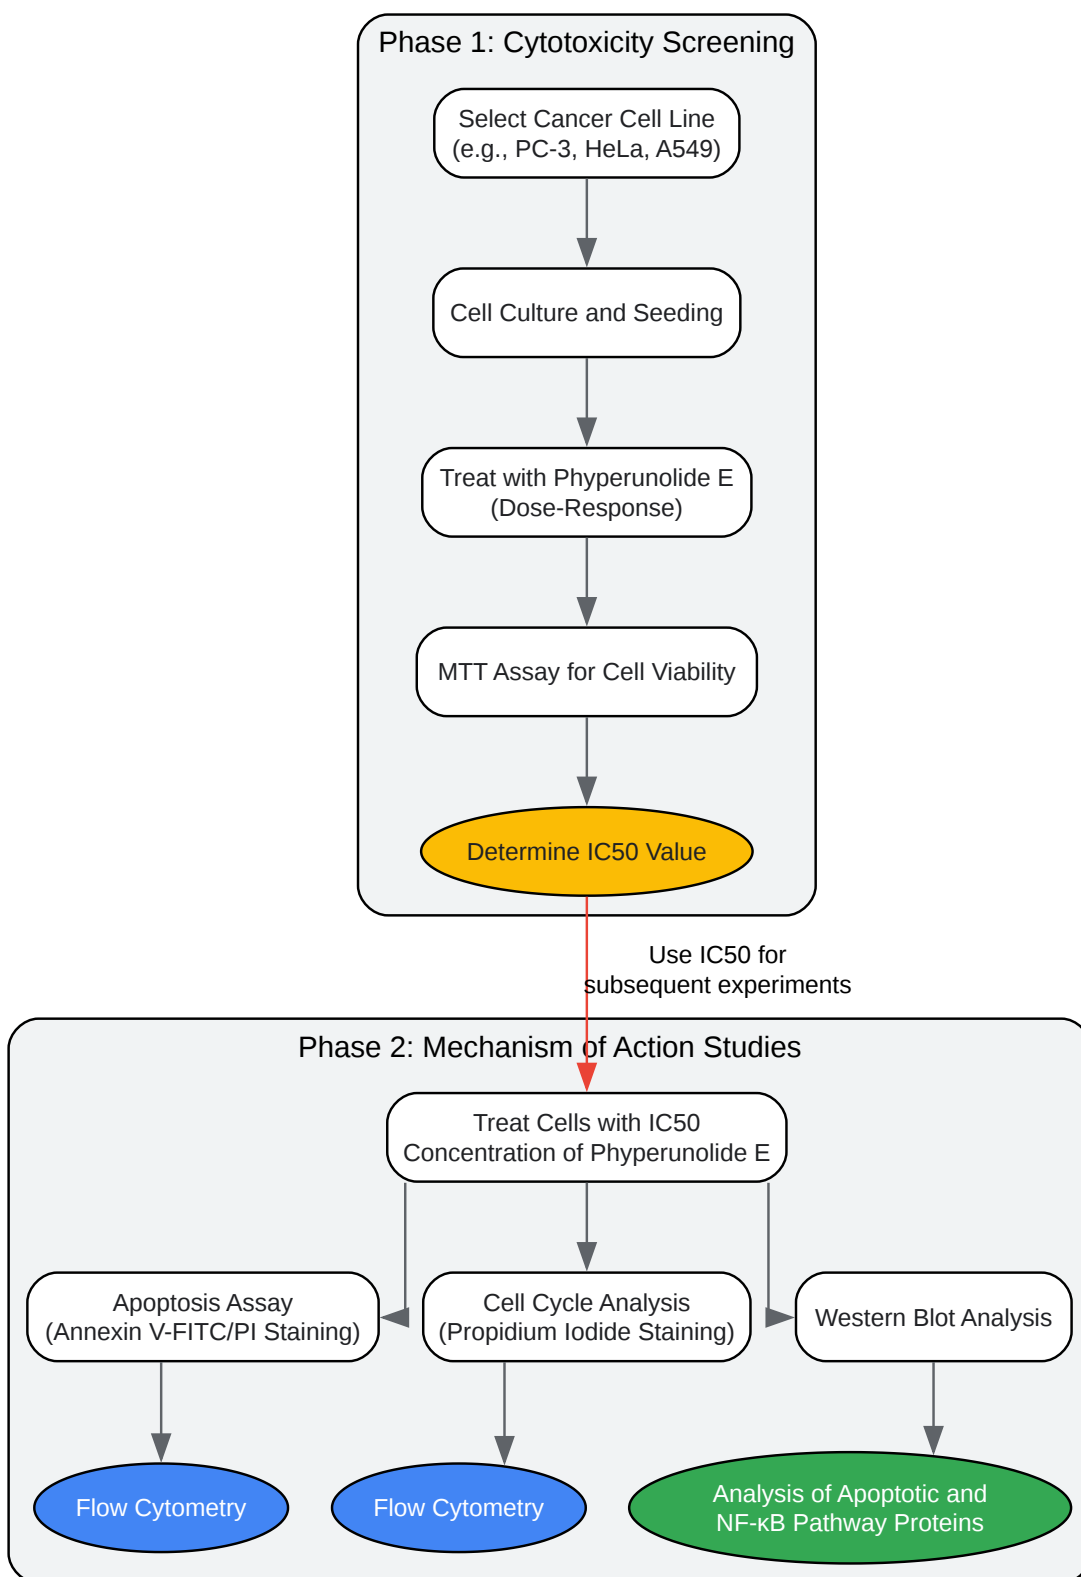 Phase 1: Cytotoxicity Screening
Select Cancer Cell Line
(e.g., PC-3, HeLa, A549)
Cell Culture and Seeding
Treat with Phyperunolide E
(Dose-Response)
MTT Assay for Cell Viability
Determine IC50 Value
Use IC50 for
subsequent experiments
Phase 2: Mechanism of Action Studies
Treat Cells with IC50
Concentration of Phyperunolide E
Apoptosis Assay
(Annexin V-FITC/PI Staining)
Cell Cycle Analysis
(Propidium Iodide Staining)
Western Blot Analysis
Flow Cytometry
Flow Cytometry
Analysis of Apoptotic and
NF-κB Pathway Proteins